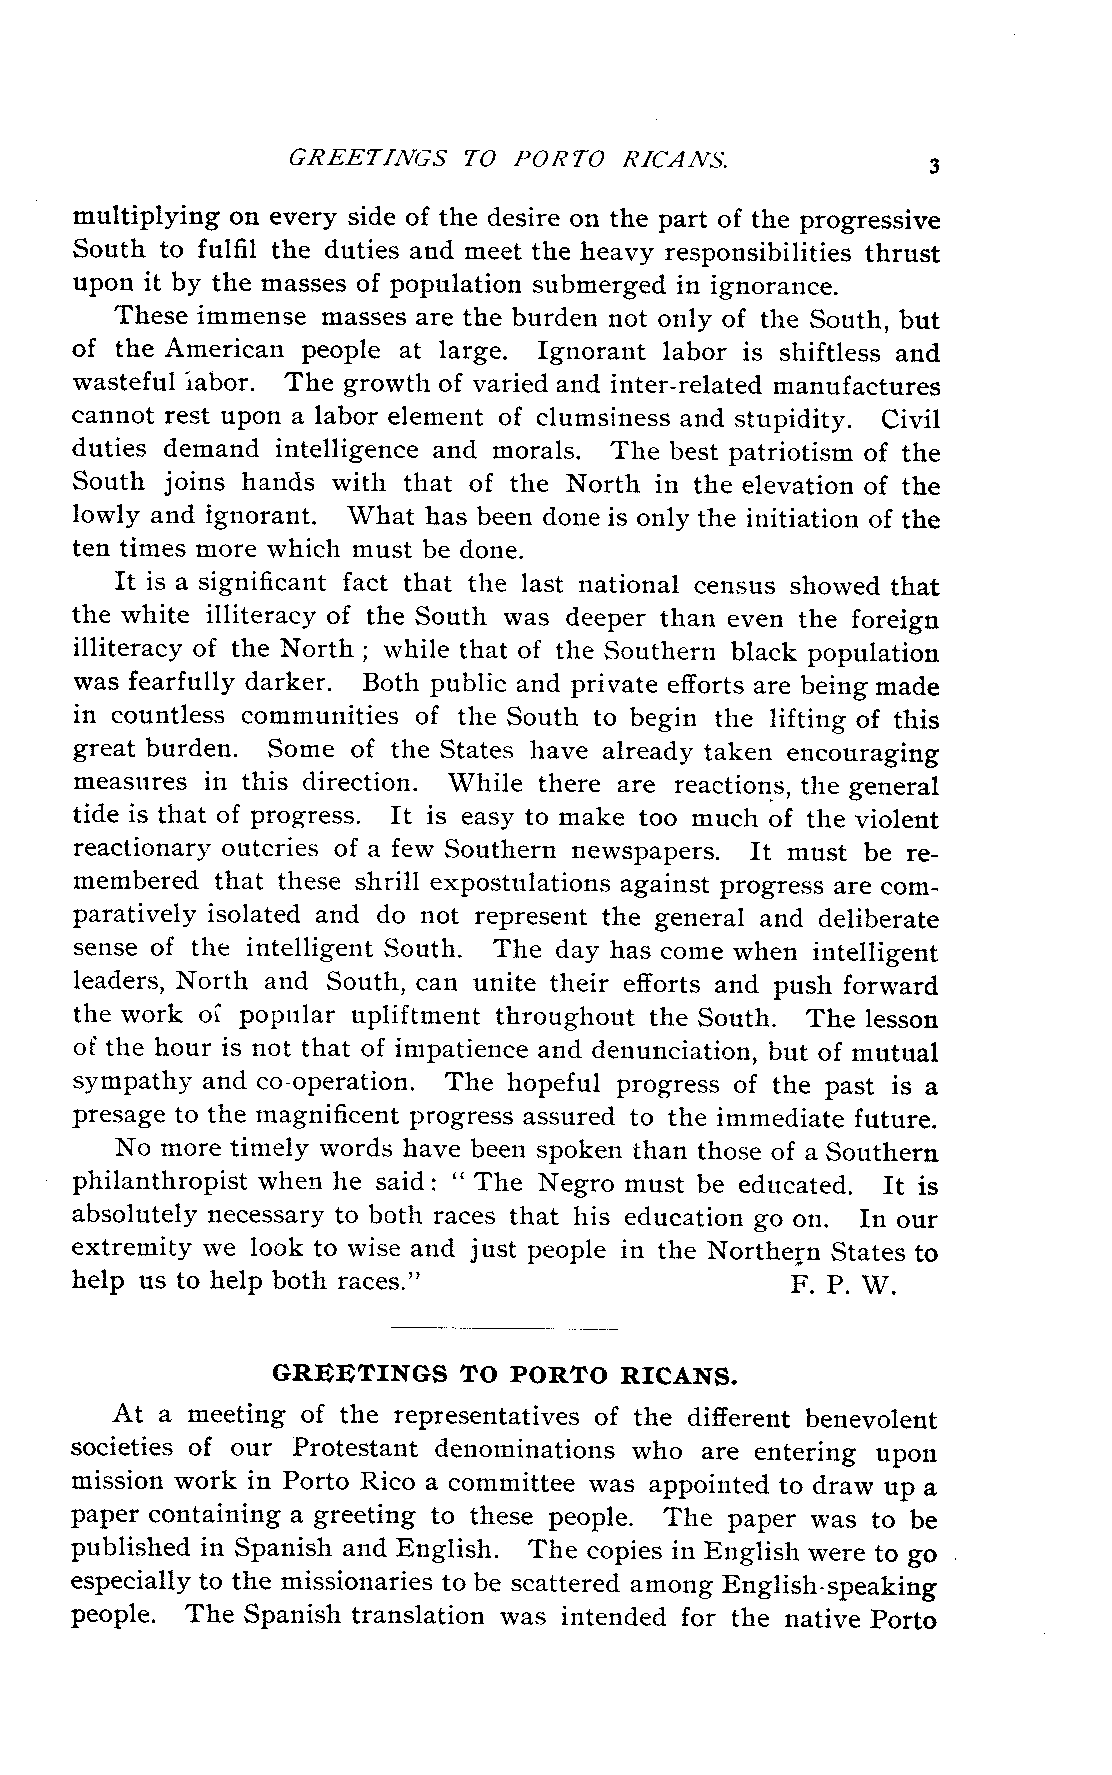 GREETINGS TO PORTO RICANS. 3
multiplying on every side of the desire on the part of the progressive
South to fulfil the duties and meet the heavy responsibilities thrust
upon it by the masses of population submerged in ignorance.
These immense masses are the burden not only of the South, but
of the American people at large. Ignorant labor is shiftless and
wasteful labor. The growth of varied and inter-related manufactures
cannot rest upon a labor element of clumsiness and stupidity. Civil
duties demand intelligence and morals. The best patriotism of the
South joins hands with that of the North in the elevation of the
lowly and ignorant. What has been done is only the initiation of the
ten times more which must be done.
It is a significant fact that the last national census showed that
the white illiteracy of the South was deeper than even the foreign
illiteracy of the North ; while that of the Southern black population
was fearfully darker. Both public and private efforts are being made
in countless communities of the South to begin the lifting of this
great burden. Some of the States have already taken encouraging
measures in this direction. While there are reactions, the general
tide is that of progress. It is easy to make too much of the violent
reactionary outcries of a few Southern newspapers. It must be re-
membered that these shrill expostulations against progress are com-
paratively isolated and do not represent the general and deliberate
sense of the intelligent South. The day has come when intelligent
leaders, North and South, can unite their efforts and push forward
the work of popular upliftment throughout the South. The lesson
of the hour is not that of impatience and denunciation, but of mutual
sympathy and co-operation. The hopeful progress of the past is a
presage to the magnificent progress assured to the immediate future.
No more timely words have been spoken than those of a Southern
philanthropist when he said: “ The Negro must be educated. It is
absolutely necessary to both races that his education go on. In our
extremity we look to wise and just people in the Northern States to
help us to help both races.” F. P. W.
GREETINGS TO PORTO RICANS.
At a meeting of the representatives of the different benevolent
societies of our Protestant denominations who are entering upon
mission work in Porto Rico a committee was appointed to draw up a
paper containing a greeting to these people. The paper was to be
published in Spanish and English. The copies in English were to go
especially to the missionaries to be scattered among English-speaking
people. The Spanish translation was intended for the native Porto